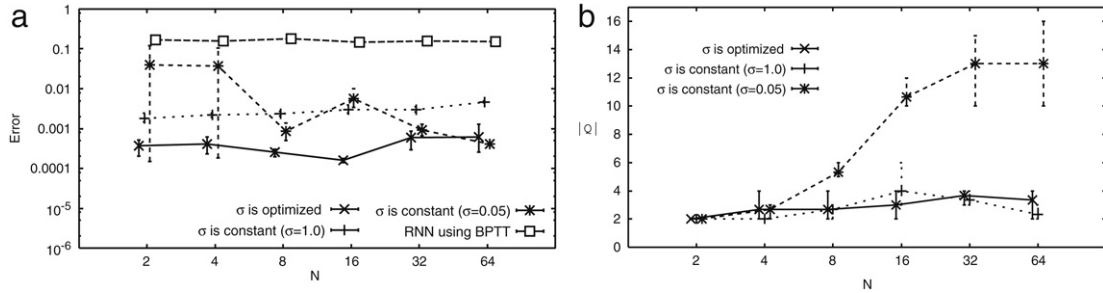 a
1
0.1
0.01
0.001
0.0001
10-5
10-6
Error
2 4 8 16 32 64
N
σ is optimized
σ is constant (σ=1.0)
σ is constant (σ=0.05)
RNN using BPTT
b
16
14
12
10
8
6
4
2
0
|Q|
2 4 8 16 32 64
N
σ is optimized
σ is constant (σ=1.0)
σ is constant (σ=0.05)